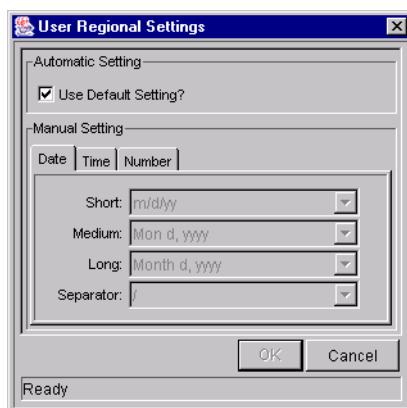 User Regional Settings
Automatic Setting
Use Default Setting?
Manual Setting
Date Time Number
Short: m/d/yy
Medium: Mon d, yyyy
Long: Month d, yyyy
Separator: /
OK Cancel
Ready